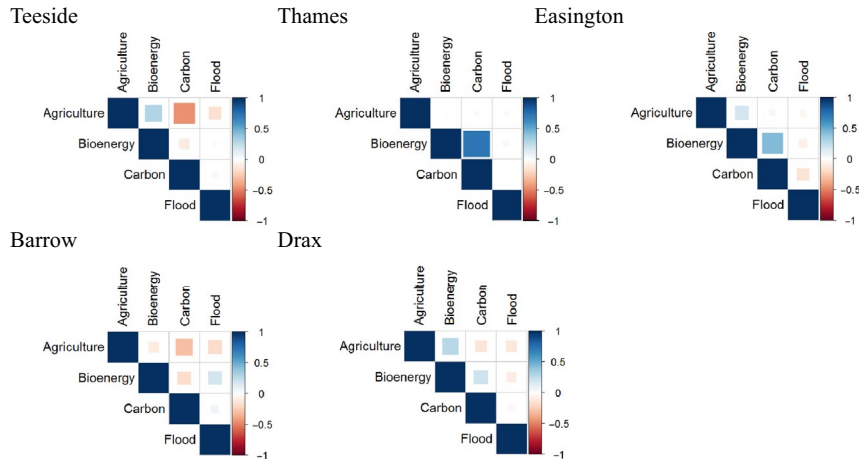 Teeside
Agriculture
Bioenergy
Carbon
Flood
Agriculture
Bioenergy
Carbon
Flood
1
0.5
0
−0.5
−1
Thames
Agriculture
Bioenergy
Carbon
Flood
Agriculture
Bioenergy
Carbon
Flood
1
0.5
0
−0.5
−1
Easington
Agriculture
Bioenergy
Carbon
Flood
Agriculture
Bioenergy
Carbon
Flood
1
0.5
0
−0.5
−1
Barrow
Agriculture
Bioenergy
Carbon
Flood
Agriculture
Bioenergy
Carbon
Flood
1
0.5
0
−0.5
−1
Drax
Agriculture
Bioenergy
Carbon
Flood
Agriculture
Bioenergy
Carbon
Flood
1
0.5
0
−0.5
−1